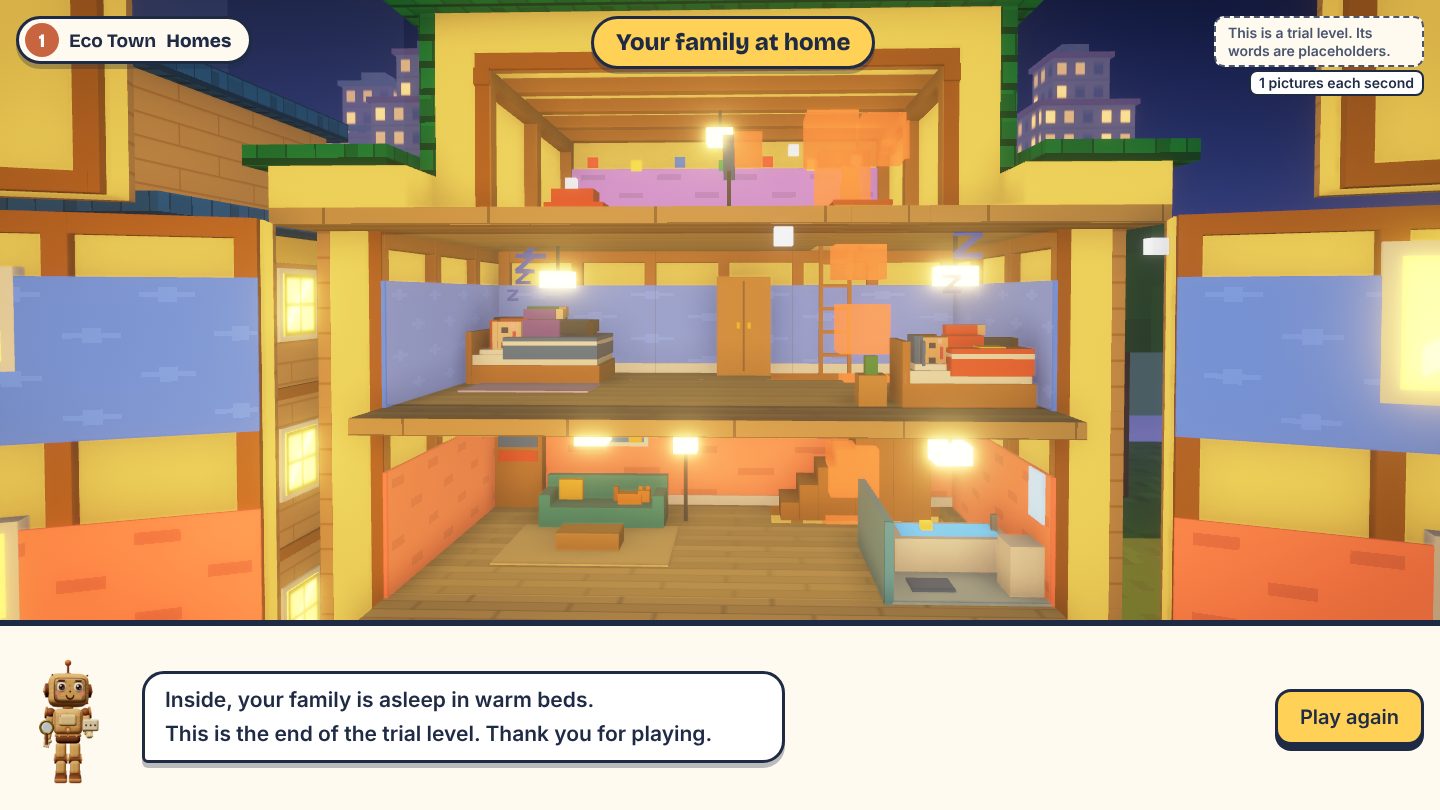 1 Eco Town Homes
Your family at home
This is a trial level. Its
words are placeholders.
1 pictures each second
Z
Z
Z
Z
Z
Inside, your family is asleep in warm beds.
This is the end of the trial level. Thank you for playing.
Play again